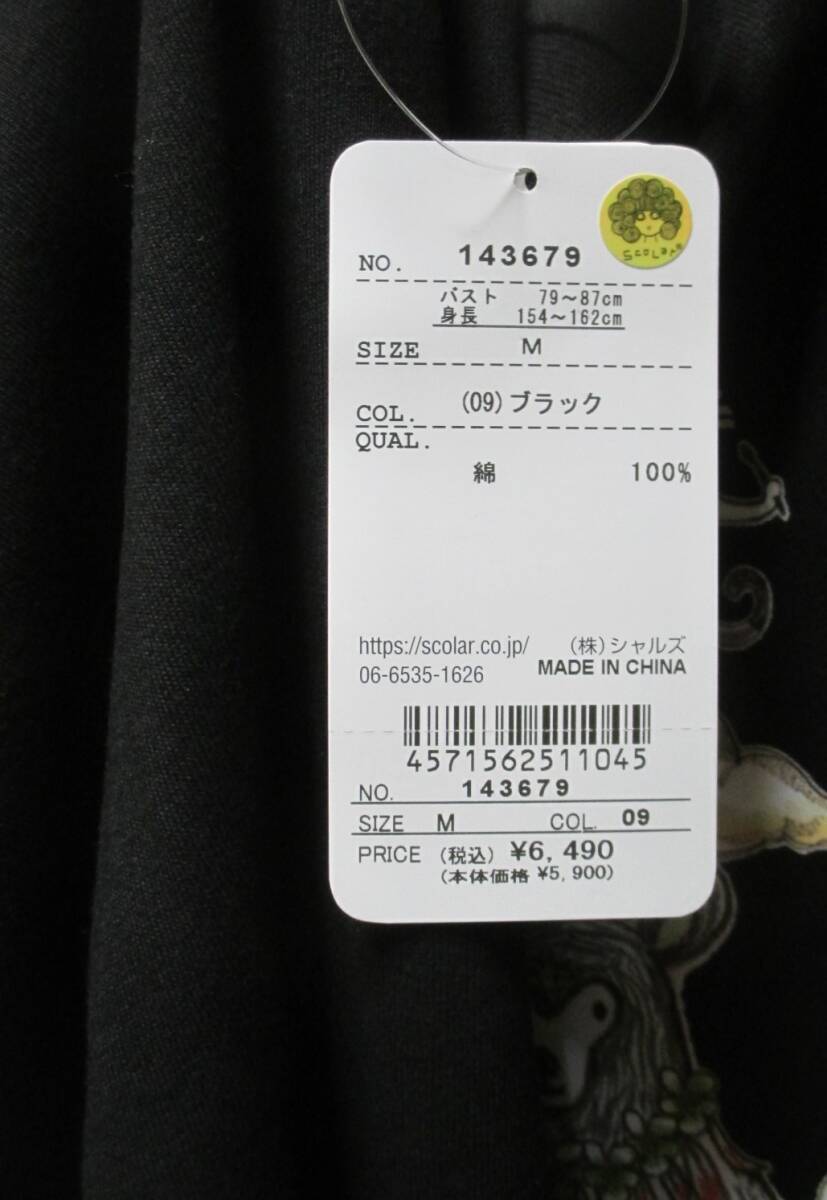 ScoLar
NO. 143679
バスト 79～87cm
身長 154～162cm
SIZE M
COL. (09)ブラック
QUAL.
綿 100%
https://scolar.co.jp/ (株)シャルズ
06-6535-1626 MADE IN CHINA
4571562511045
NO. 143679
SIZE M COL. 09
PRICE (税込) ¥6,490
(本体価格 ¥5,900)